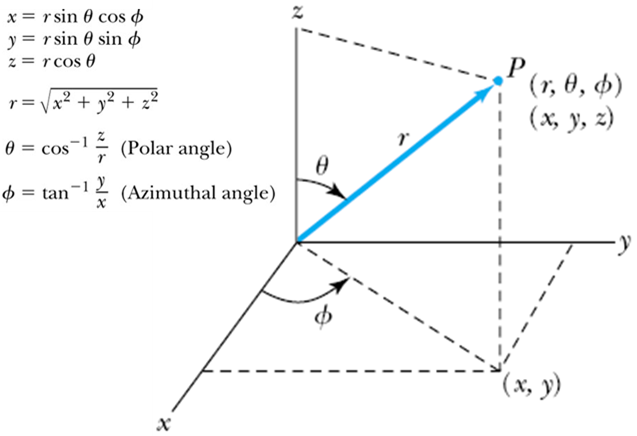 x = r sin θ cos ϕ
y = r sin θ sin ϕ
z = r cos θ
r = √x² + y² + z²
θ = cos⁻¹ z/r (Polar angle)
ϕ = tan⁻¹ y/x (Azimuthal angle)
z
P
(r, θ, ϕ)
(x, y, z)
r
θ
y
ϕ
(x, y)
x